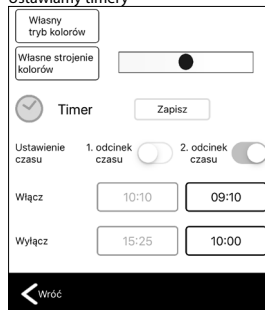 Ustawiamy timery
Własny
tryb kolorów
Własne strojenie
kolorów
Timer
Zapisz
Ustawienie
czasu
1. odcinek
czasu
2. odcinek
czasu
Włącz
10:10
09:10
Wyłącz
15:25
10:00
Wróć